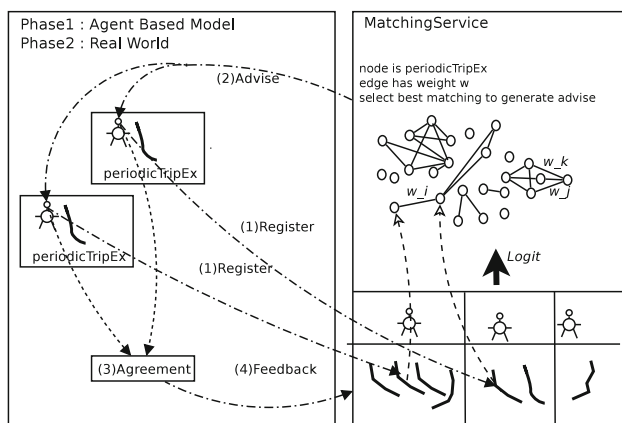 Phase1 : Agent Based Model
Phase2 : Real World
(2)Advise
periodicTripEx
periodicTripEx
(1)Register
(1)Register
(3)Agreement
(4)Feedback
MatchingService
node is periodicTripEx
edge has weight w
select best matching to generate advise
w_k
w_i
w_j
Logit